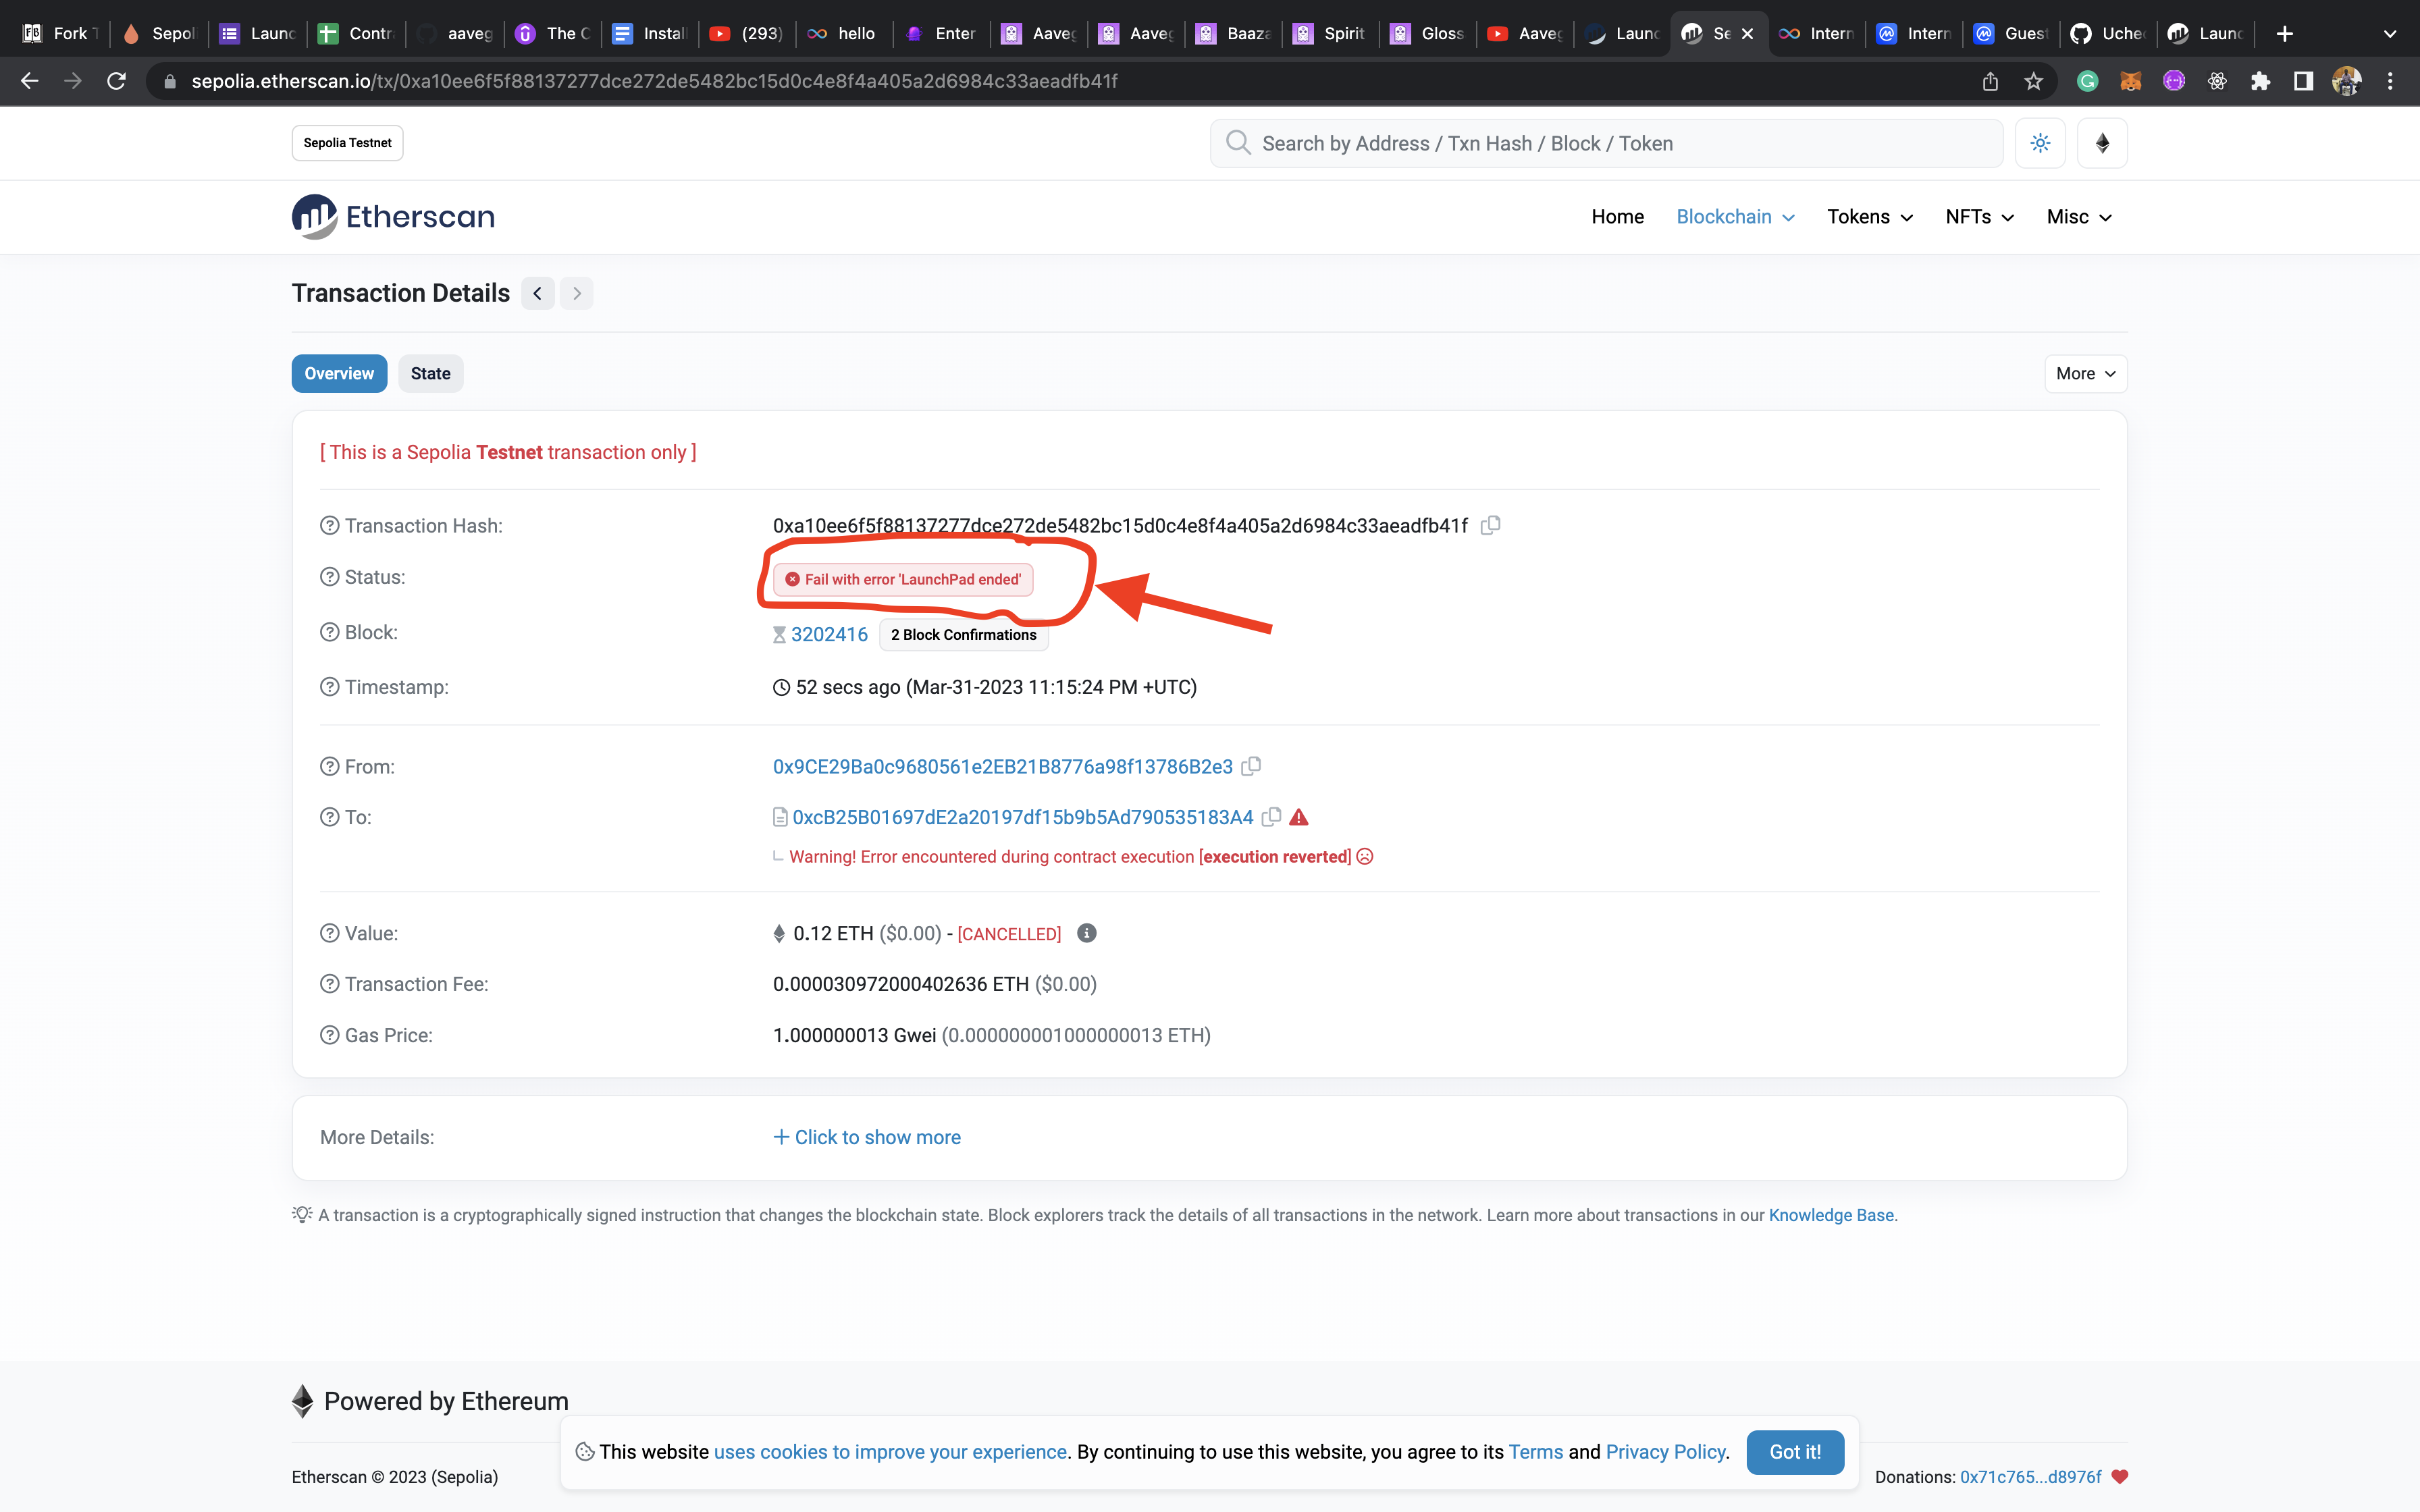 Fork T
Sepoli
Launc
Contr
aaveg
The C
Install
(293)
hello
Enter
Aaveg
Aaveg
Baaza
Spirit
Gloss
Aaveg
Launc
Se
Intern
Intern
Guest
Uchec
Launc
sepolia.etherscan.io/tx/0xa10ee6f5f88137277dce272de5482bc15d0c4e8f4a405a2d6984c33aeadfb41f
Sepolia Testnet
Search by Address / Txn Hash / Block / Token
Etherscan
Home Blockchain Tokens NFTs Misc
Transaction Details
Overview State
More
[ This is a Sepolia Testnet transaction only ]
Transaction Hash: 0xa10ee6f5f88137277dce272de5482bc15d0c4e8f4a405a2d6984c33aeadfb41f
Status: Fail with error 'LaunchPad ended'
Block: 3202416 2 Block Confirmations
Timestamp: 52 secs ago (Mar-31-2023 11:15:24 PM +UTC)
From: 0x9CE29Ba0c9680561e2EB21B8776a98f13786B2e3
To: 0xcB25B01697dE2a20197df15b9b5Ad790535183A4
Warning! Error encountered during contract execution [execution reverted]
Value: 0.12 ETH ($0.00) - [CANCELLED]
Transaction Fee: 0.000030972000402636 ETH ($0.00)
Gas Price: 1.000000013 Gwei (0.000000001000000013 ETH)
More Details: + Click to show more
A transaction is a cryptographically signed instruction that changes the blockchain state. Block explorers track the details of all transactions in the network. Learn more about transactions in our Knowledge Base.
Powered by Ethereum
This website uses cookies to improve your experience. By continuing to use this website, you agree to its Terms and Privacy Policy. Got it!
Etherscan © 2023 (Sepolia)
Donations: 0x71c765...d8976f